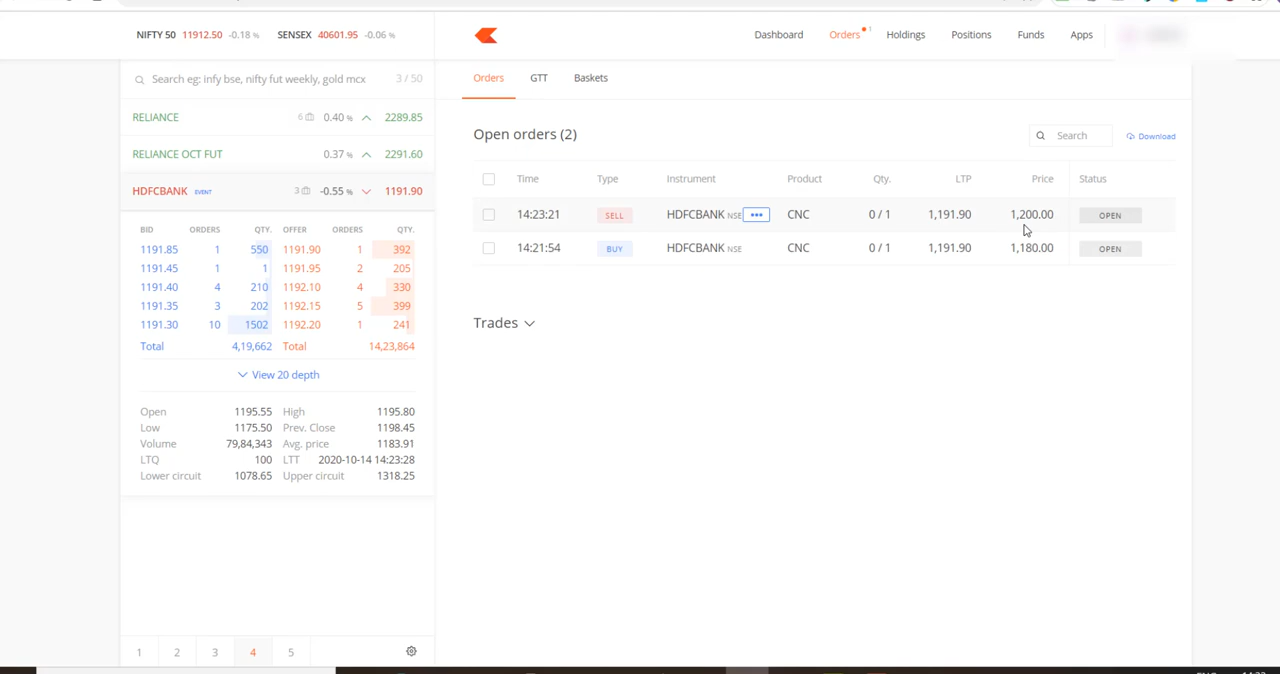 NIFTY 50 11912.50 -0.18 % SENSEX 40601.95 -0.06 %
Dashboard Orders 1 Holdings Positions Funds Apps
Search eg: infy bse, nifty fut weekly, gold mcx 3 / 50
RELIANCE 6 0.40 % 2289.85
RELIANCE OCT FUT 0.37 % 2291.60
HDFCBANK EVENT 3 -0.55 % 1191.90
BID ORDERS QTY. OFFER ORDERS QTY.
1191.85 1 550 1191.90 1 392
1191.45 1 1 1191.95 2 205
1191.40 4 210 1192.10 4 330
1191.35 3 202 1192.15 5 399
1191.30 10 1502 1192.20 1 241
Total 4,19,662 Total 14,23,864
View 20 depth
Open 1195.55 High 1195.80
Low 1175.50 Prev. Close 1198.45
Volume 79,84,343 Avg. price 1183.91
LTQ 100 LTT 2020-10-14 14:23:28
Lower circuit 1078.65 Upper circuit 1318.25
1 2 3 4 5
Orders GTT Baskets
Open orders (2) Search Download
Time Type Instrument Product Qty. LTP Price Status
14:23:21 SELL HDFCBANK NSE ••• CNC 0 / 1 1,191.90 1,200.00 OPEN
14:21:54 BUY HDFCBANK NSE CNC 0 / 1 1,191.90 1,180.00 OPEN
Trades